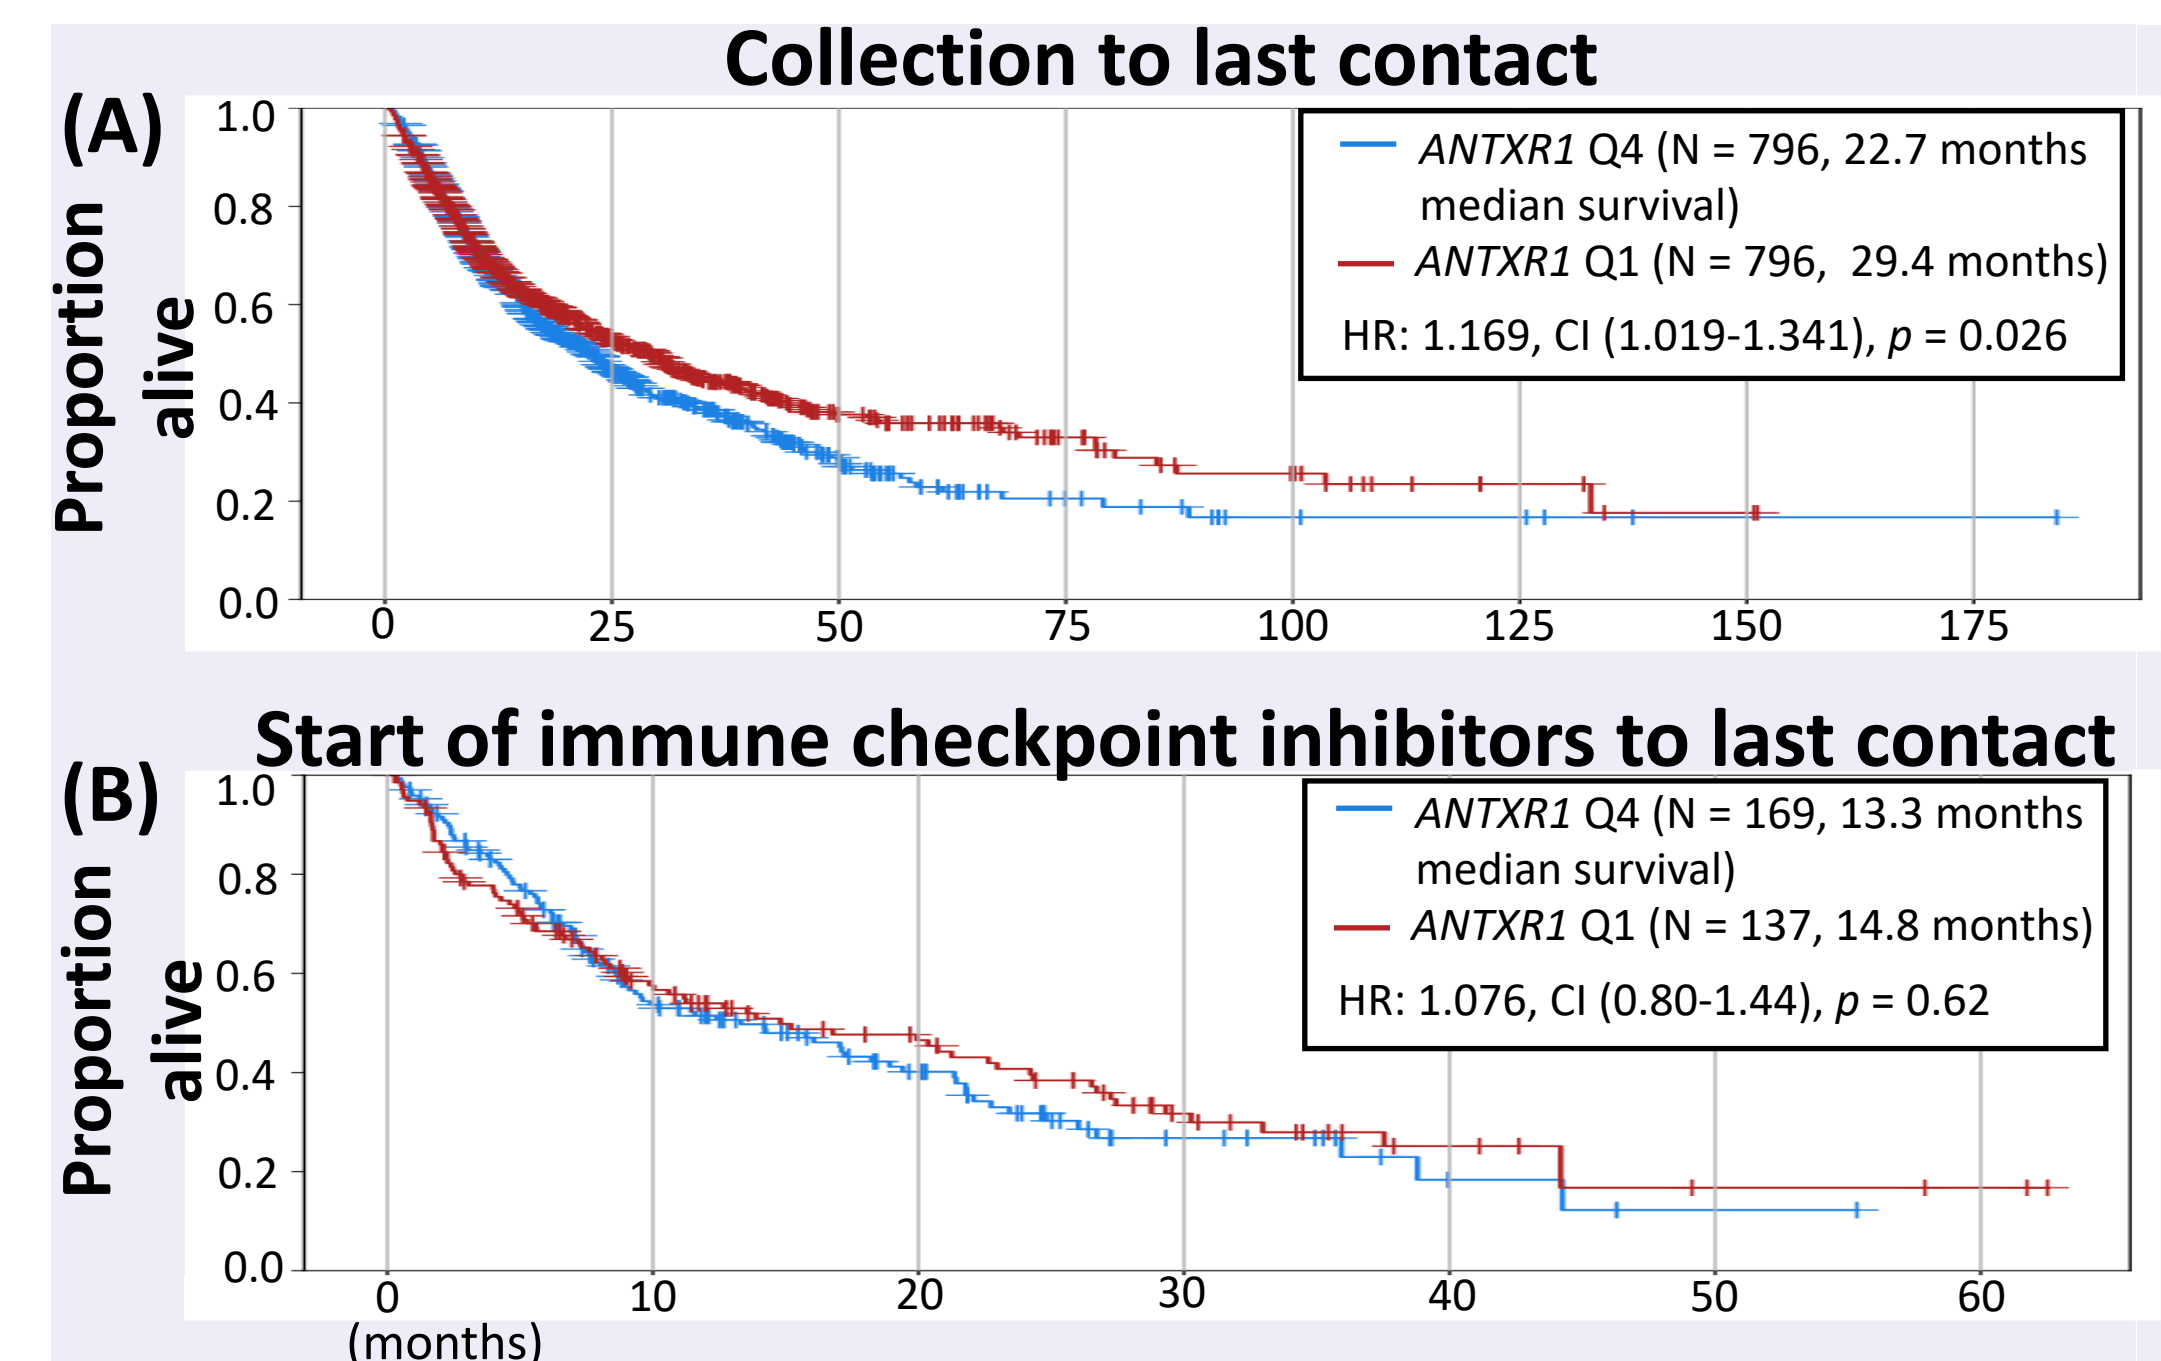 Collection to last contact
(A)
Proportion
alive
1.0
0.8
0.6
0.4
0.2
0.0
ANTXR1 Q4 (N = 796, 22.7 months
median survival)
ANTXR1 Q1 (N = 796, 29.4 months)
HR: 1.169, CI (1.019-1.341), p = 0.026
0 25 50 75 100 125 150 175
Start of immune checkpoint inhibitors to last contact
(B)
Proportion
alive
1.0
0.8
0.6
0.4
0.2
0.0
ANTXR1 Q4 (N = 169, 13.3 months
median survival)
ANTXR1 Q1 (N = 137, 14.8 months)
HR: 1.076, CI (0.80-1.44), p = 0.62
0 10 20 30 40 50 60
(months)